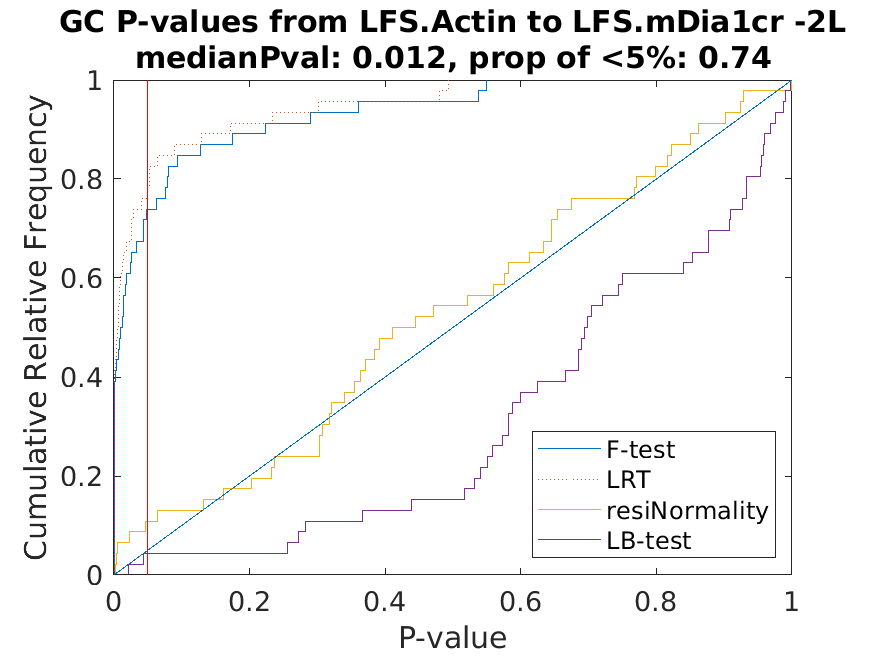 GC P-values from LFS.Actin to LFS.mDia1cr -2L
medianPval: 0.012, prop of <5%: 0.74
Cumulative Relative Frequency
1
0.8
0.6
0.4
0.2
0
0
0.2
0.4
0.6
0.8
1
P-value
F-test
LRT
resiNormality
LB-test